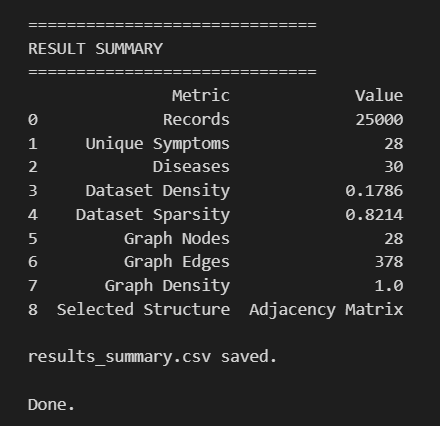 ==============================
RESULT SUMMARY
==============================
Metric Value
0 Records 25000
1 Unique Symptoms 28
2 Diseases 30
3 Dataset Density 0.1786
4 Dataset Sparsity 0.8214
5 Graph Nodes 28
6 Graph Edges 378
7 Graph Density 1.0
8 Selected Structure Adjacency Matrix
results_summary.csv saved.
Done.